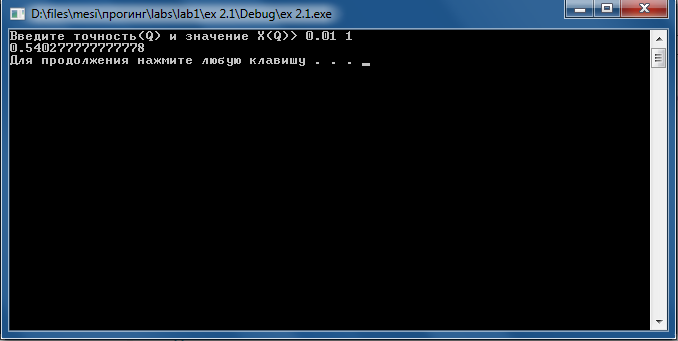 D:\files\mesi\прогинг\labs\lab1\ex 2.1\Debug\ex 2.1.exe
Введите точность(Q) и значение X(Q)> 0.01 1
0.540277777777778
Для продолжения нажмите любую клавишу . . . _